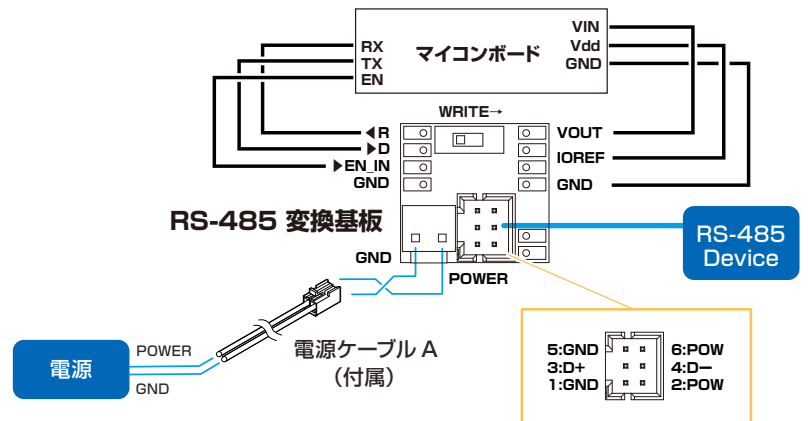 マイコンボード
RX
TX
EN
VIN
Vdd
GND
WRITE→
◀R
▶D
▶EN_IN
GND
VOUT
IOREF
GND
RS-485 変換基板
GND
POWER
RS-485
Device
電源
POWER
GND
電源ケーブル A
（付属）
5:GND
3:D+
1:GND
6:POW
4:D−
2:POW